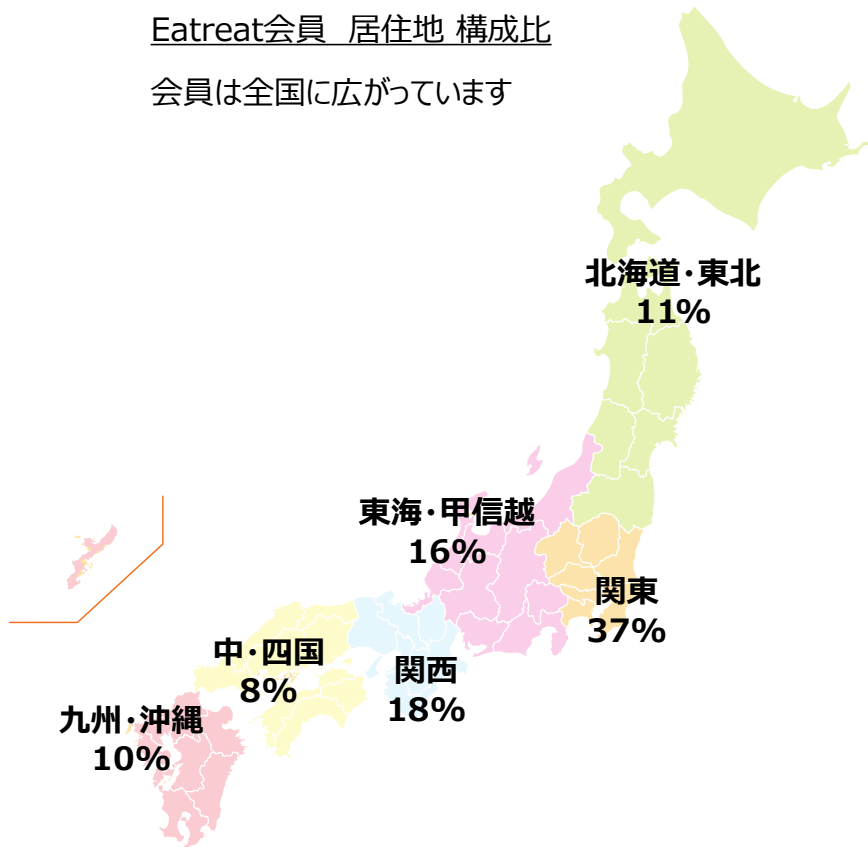 Eatreat会員 居住地 構成比
会員は全国に広がっています
北海道・東北
11%
東海・甲信越
16%
関東
37%
中・四国
8%
関西
18%
九州・沖縄
10%